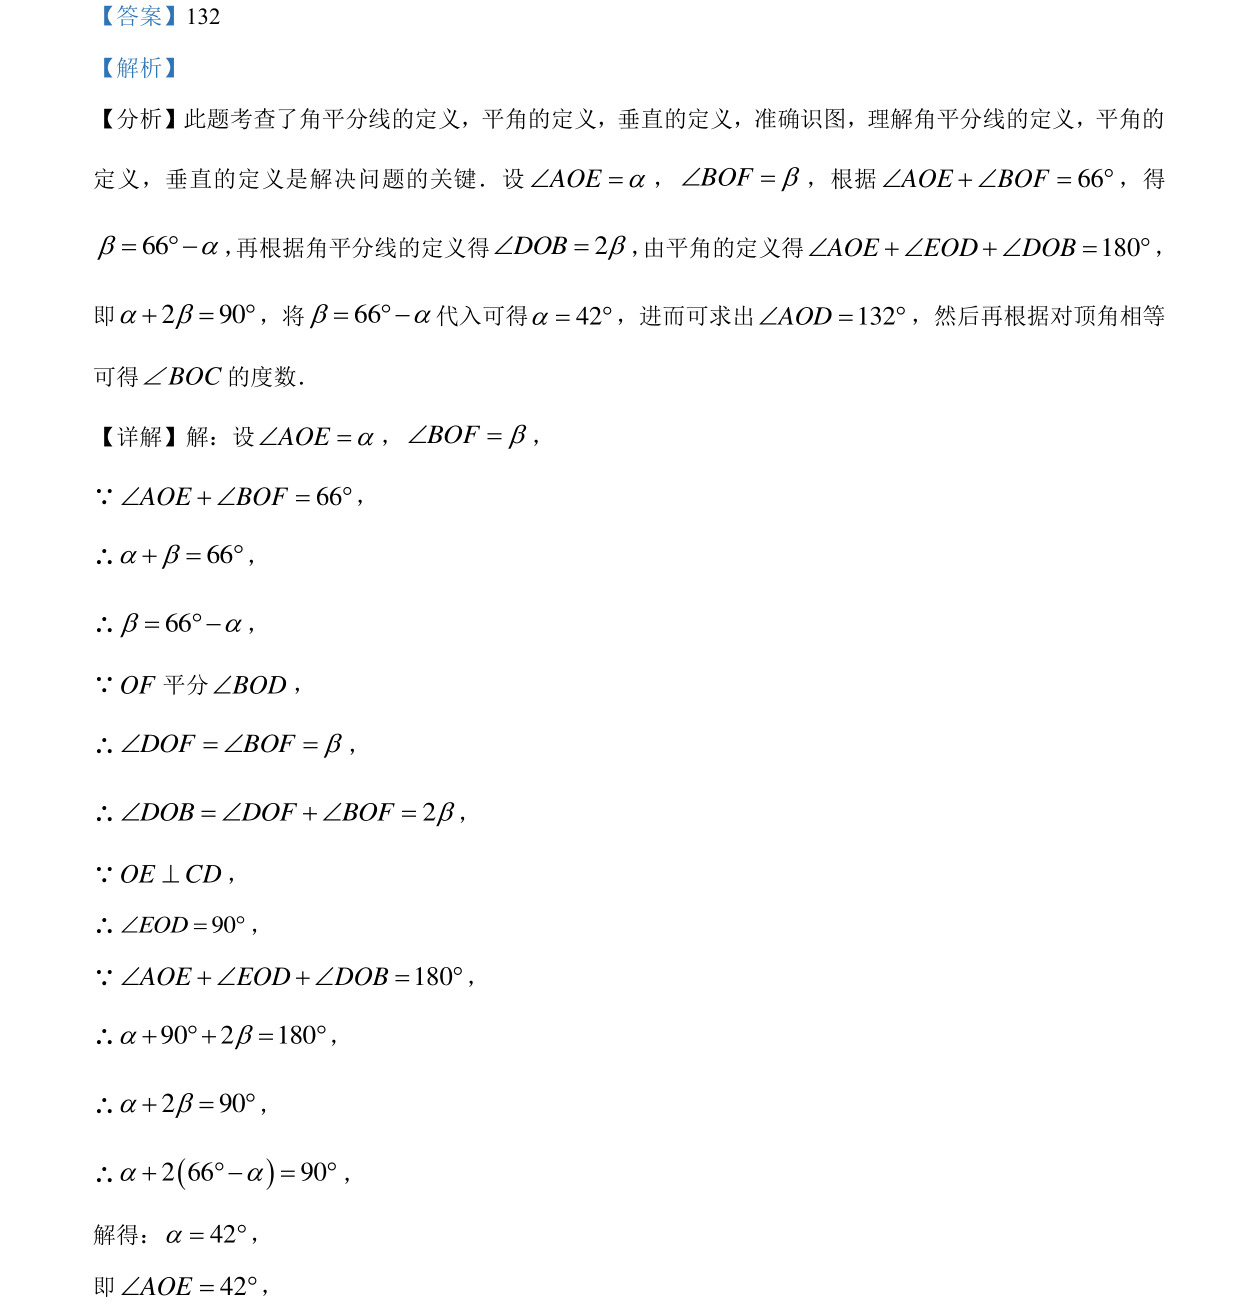 【答案】132
【解析】
【分析】此题考查了角平分线的定义，平角的定义，垂直的定义，准确识图，理解角平分线的定义，平角的
定义，垂直的定义是解决问题的关键．设∠AOE=α，∠BOF=β，根据∠AOE+∠BOF=66°，得
β=66°-α,再根据角平分线的定义得∠DOB=2β,由平角的定义得∠AOE+∠EOD+∠DOB=180°，
即α+2β=90°，将β=66°-α代入可得α=42°，进而可求出∠AOD=132°，然后再根据对顶角相等
可得∠BOC的度数．
【详解】解：设∠AOE=α，∠BOF=β，
∵∠AOE+∠BOF=66°，
∴α+β=66°，
∴β=66°-α，
∵OF平分∠BOD，
∴∠DOF=∠BOF=β，
∴∠DOB=∠DOF+∠BOF=2β，
∵OE⊥CD，
∴∠EOD=90°，
∵∠AOE+∠EOD+∠DOB=180°，
∴α+90°+2β=180°，
∴α+2β=90°，
∴α+2(66°-α)=90°，
解得：α=42°，
即∠AOE=42°，